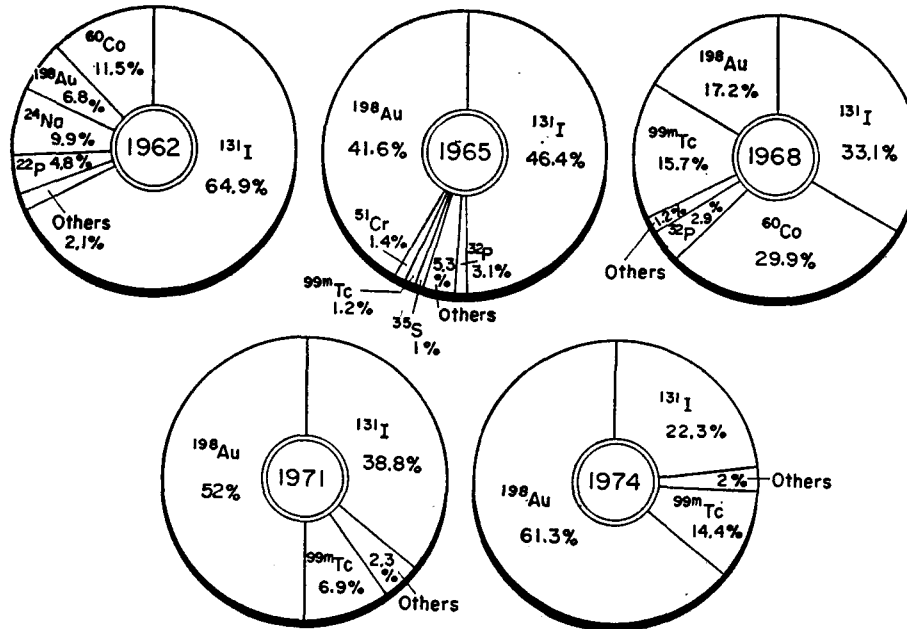 60Co
11.5%
198Au
6.8%
24Na
9.9%
22P 4.8%
Others
2.1%
1962
131I
64.9%
198Au
41.6%
1965
131I
46.4%
51Cr
1.4%
99mTc
1.2%
35S
1%
5.3
%
Others
32P
3.1%
198Au
17.2%
99mTc
15.7%
1968
131I
33.1%
1.2%
32P 2.9%
Others
60Co
29.9%
198Au
52%
1971
131I
38.8%
99mTc
6.9%
2.3
%
Others
198Au
61.3%
1974
131I
22.3%
2% Others
99mTc
14.4%